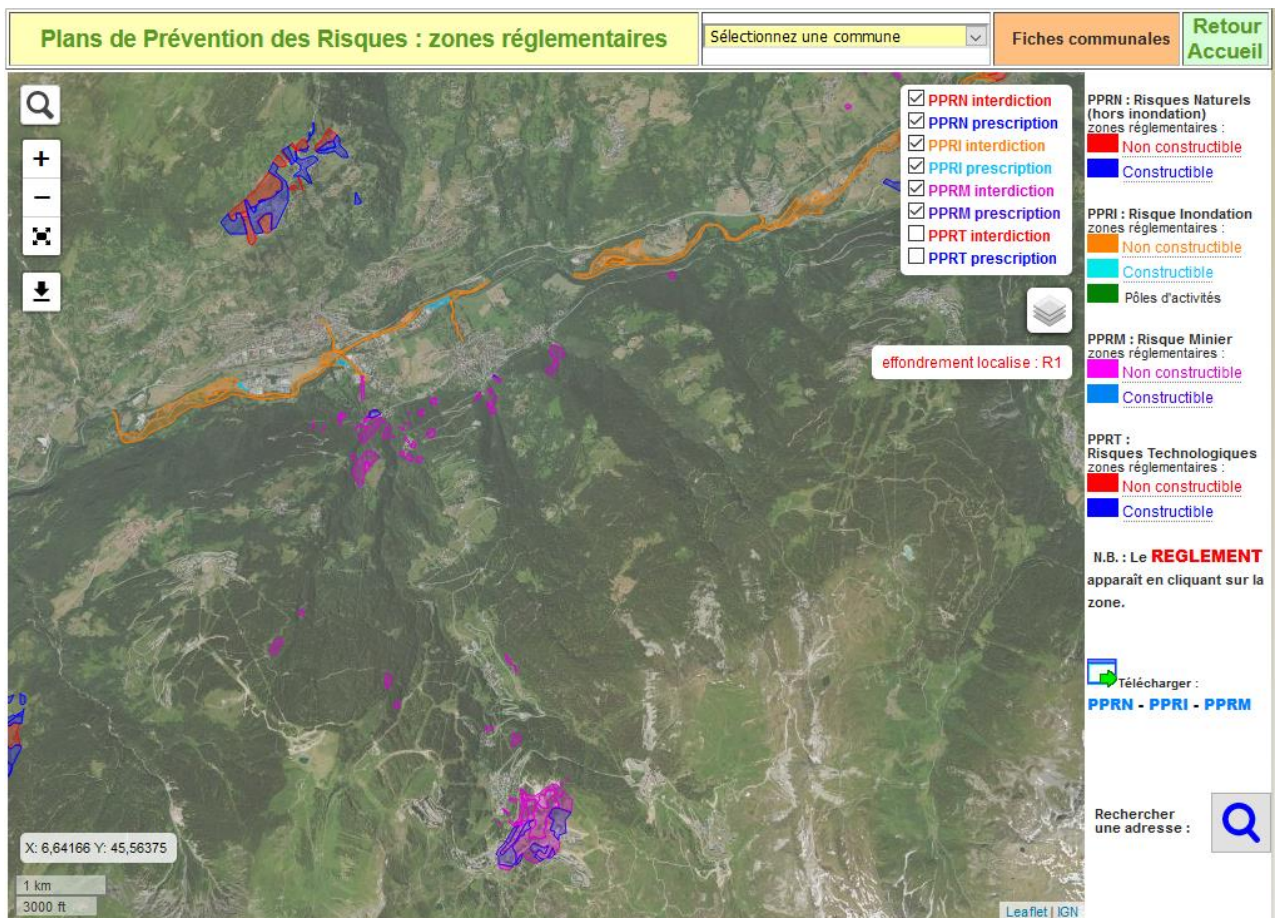 Plans de Prévention des Risques : zones réglementaires
Sélectionnez une commune
Fiches communales
Retour
Accueil
+
−
PPRN interdiction
PPRN prescription
PPRI interdiction
PPRI prescription
PPRM interdiction
PPRM prescription
PPRT interdiction
PPRT prescription
effondrement localise : R1
X: 6,64166 Y: 45,56375
1 km
3000 ft
Leaflet | IGN
PPRN : Risques Naturels
(hors inondation)
zones réglementaires :
Non constructible
Constructible
PPRI : Risque Inondation
zones réglementaires :
Non constructible
Constructible
Pôles d'activités
PPRM : Risque Minier
zones réglementaires :
Non constructible
Constructible
PPRT :
Risques Technologiques
zones réglementaires :
Non constructible
Constructible
N.B. : Le REGLEMENT
apparaît en cliquant sur la
zone.
Télécharger :
PPRN - PPRI - PPRM
Rechercher
une adresse :